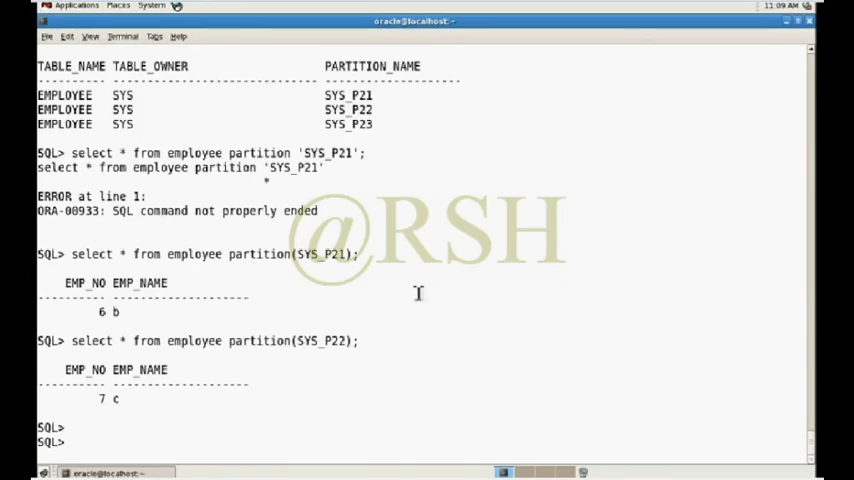 Applications Places System 11:09 AM
oracle@localhost:~
File Edit View Terminal Tabs Help
TABLE_NAME TABLE_OWNER PARTITION_NAME
---------- ------------------------------ --------------------
EMPLOYEE SYS SYS_P21
EMPLOYEE SYS SYS_P22
EMPLOYEE SYS SYS_P23
SQL> select * from employee partition 'SYS_P21';
select * from employee partition 'SYS_P21'
*
ERROR at line 1:
ORA-00933: SQL command not properly ended
@RSH
SQL> select * from employee partition(SYS_P21);
EMP_NO EMP_NAME
---------- --------------------
6 b
SQL> select * from employee partition(SYS_P22);
EMP_NO EMP_NAME
---------- --------------------
7 c
SQL>
SQL>
oracle@localhost:~